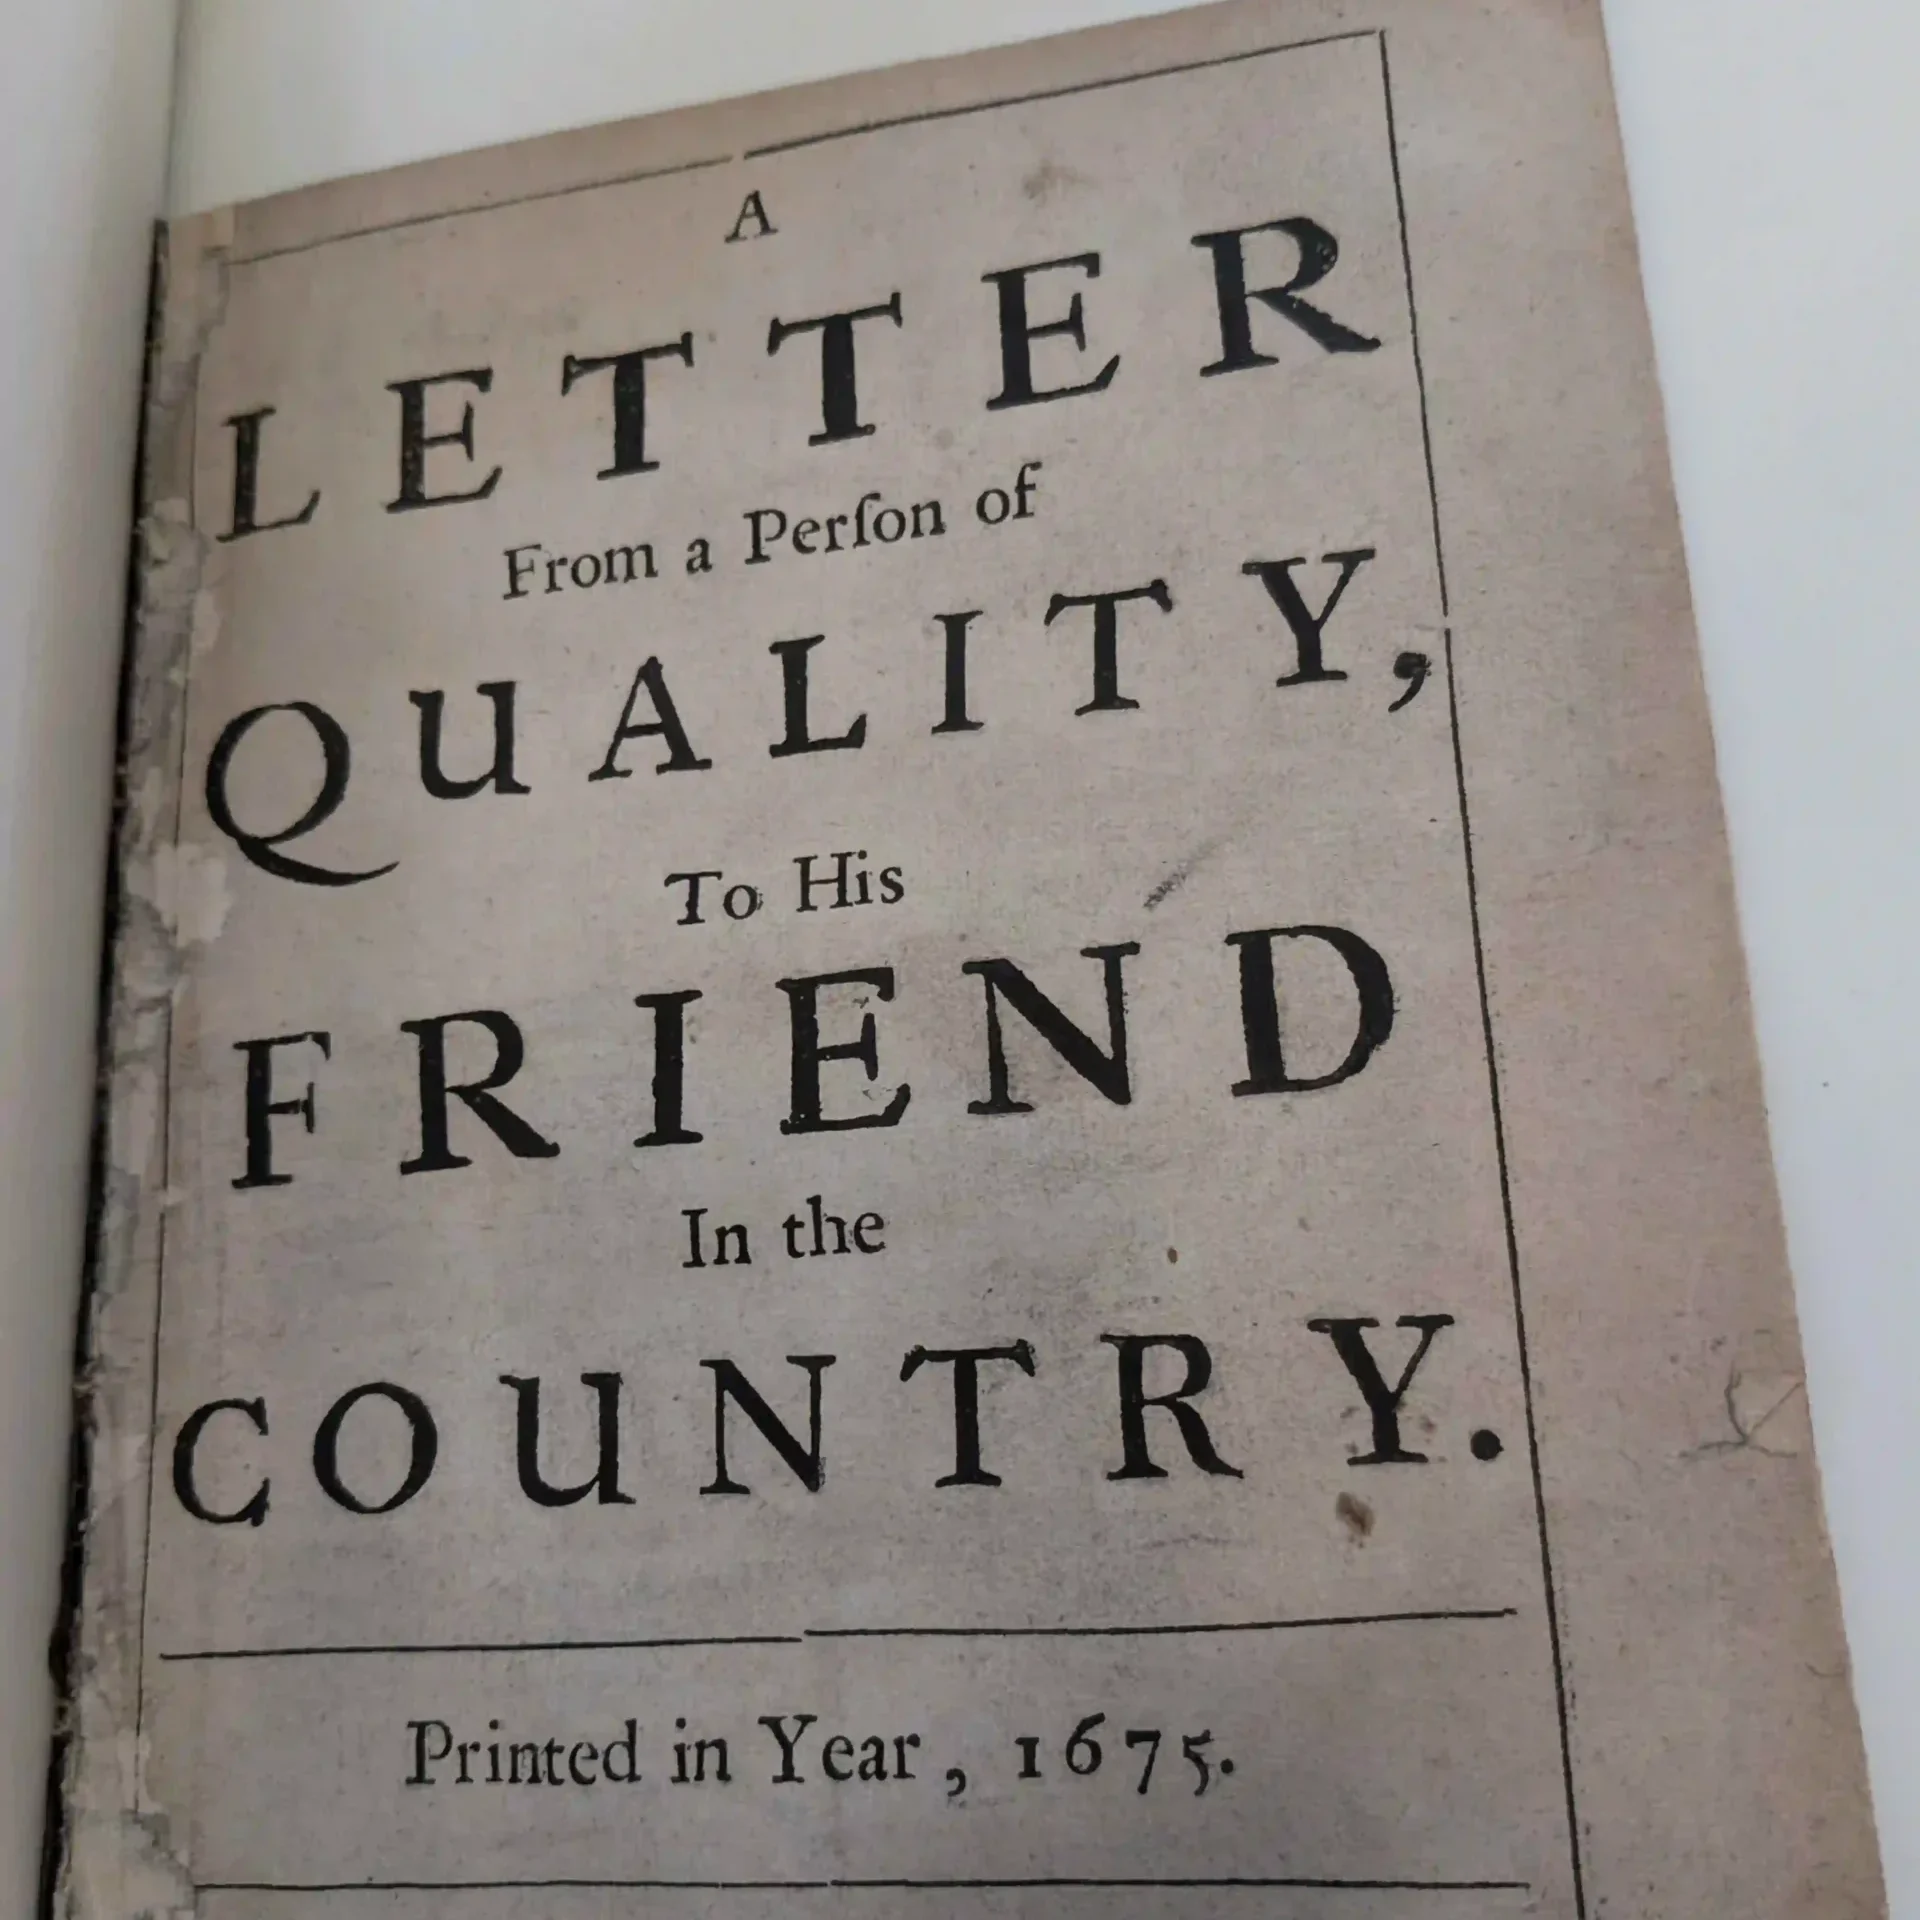 A
LETTER
From a Perſon of
QUALITY,
To His
FRIEND
In the
COUNTRY.
Printed in Year, 1675.